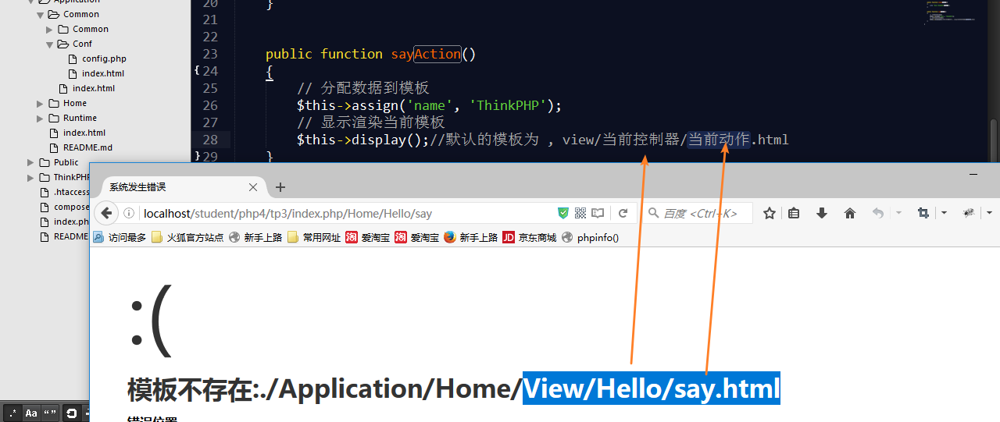 Application
Common
Common
Conf
config.php
index.html
index.html
Home
Runtime
index.html
README.md
Public
ThinkPHP
.htaccess
compose
index.ph
README
20 }
21
22
23 public function sayAction()
24 {
25 // 分配数据到模板
26 $this->assign('name', 'ThinkPHP');
27 // 显示渲染当前模板
28 $this->display();//默认的模板为 , view/当前控制器/当前动作.html
29 }
系统发生错误
localhost/student/php4/tp3/index.php/Home/Hello/say
百度 <Ctrl+K>
访问最多 火狐官方站点 新手上路 常用网址 淘 爱淘宝 淘 爱淘宝 新手上路 JD 京东商城 phpinfo()
:(
模板不存在:./Application/Home/View/Hello/say.html
错误位置
.* Aa “ ”